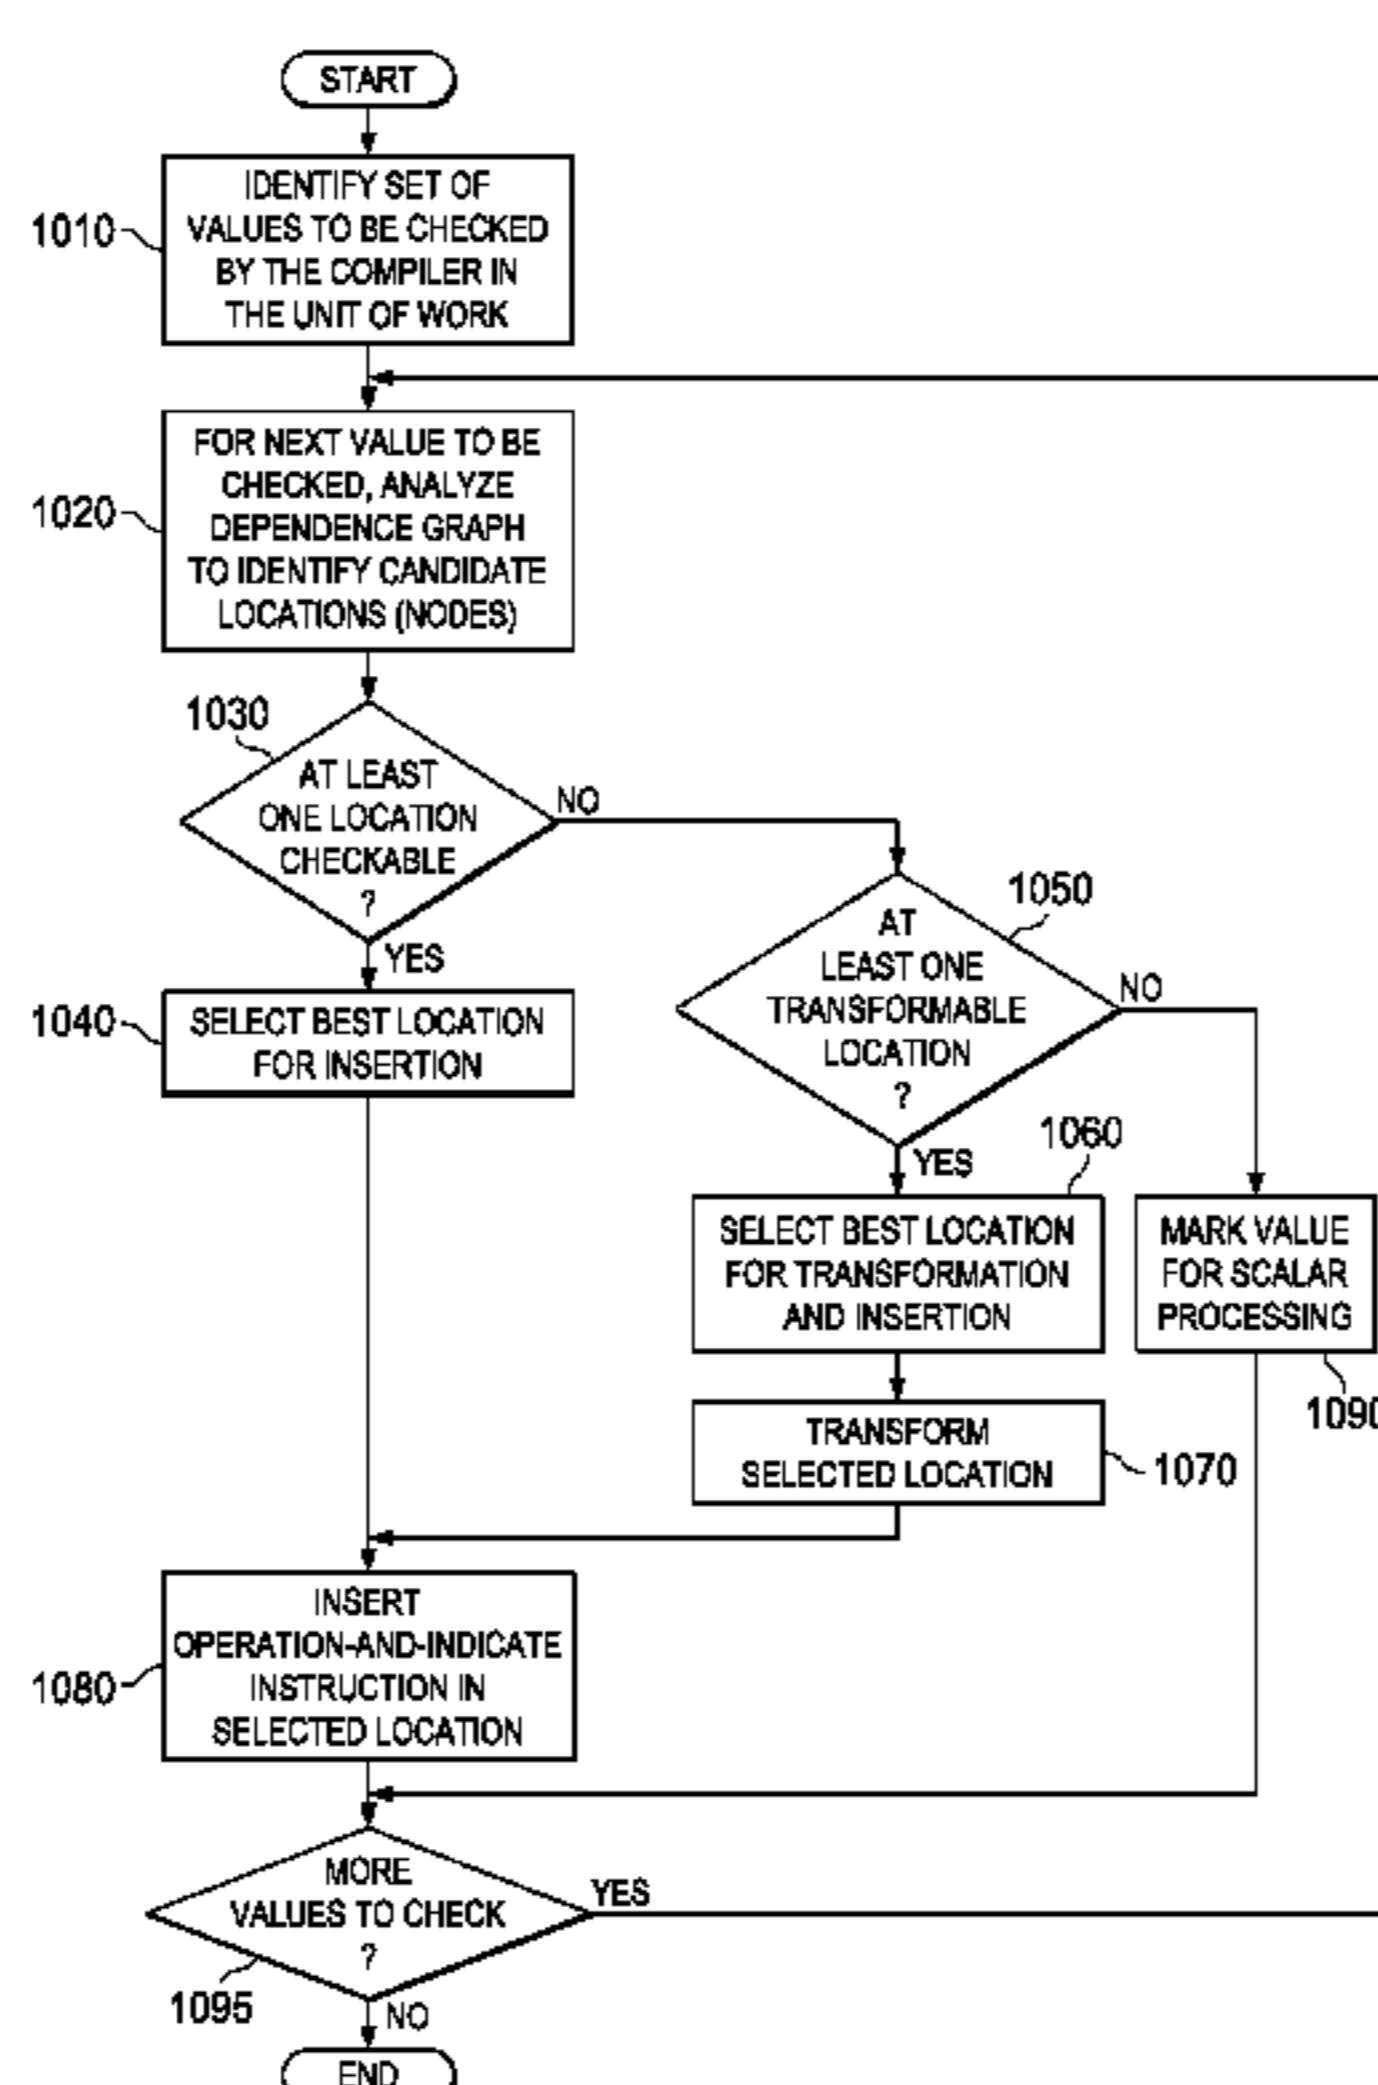 START
1010
IDENTIFY SET OF
VALUES TO BE CHECKED
BY THE COMPILER IN
THE UNIT OF WORK
1020
FOR NEXT VALUE TO BE
CHECKED, ANALYZE
DEPENDENCE GRAPH
TO IDENTIFY CANDIDATE
LOCATIONS (NODES)
1030
AT LEAST
ONE LOCATION
CHECKABLE
?
NO
YES
1040
SELECT BEST LOCATION
FOR INSERTION
1050
AT
LEAST ONE
TRANSFORMABLE
LOCATION
?
NO
YES
1060
SELECT BEST LOCATION
FOR TRANSFORMATION
AND INSERTION
MARK VALUE
FOR SCALAR
PROCESSING
1090
TRANSFORM
SELECTED LOCATION
1070
1080
INSERT
OPERATION-AND-INDICATE
INSTRUCTION IN
SELECTED LOCATION
MORE
VALUES TO CHECK
?
YES
1095
NO
END